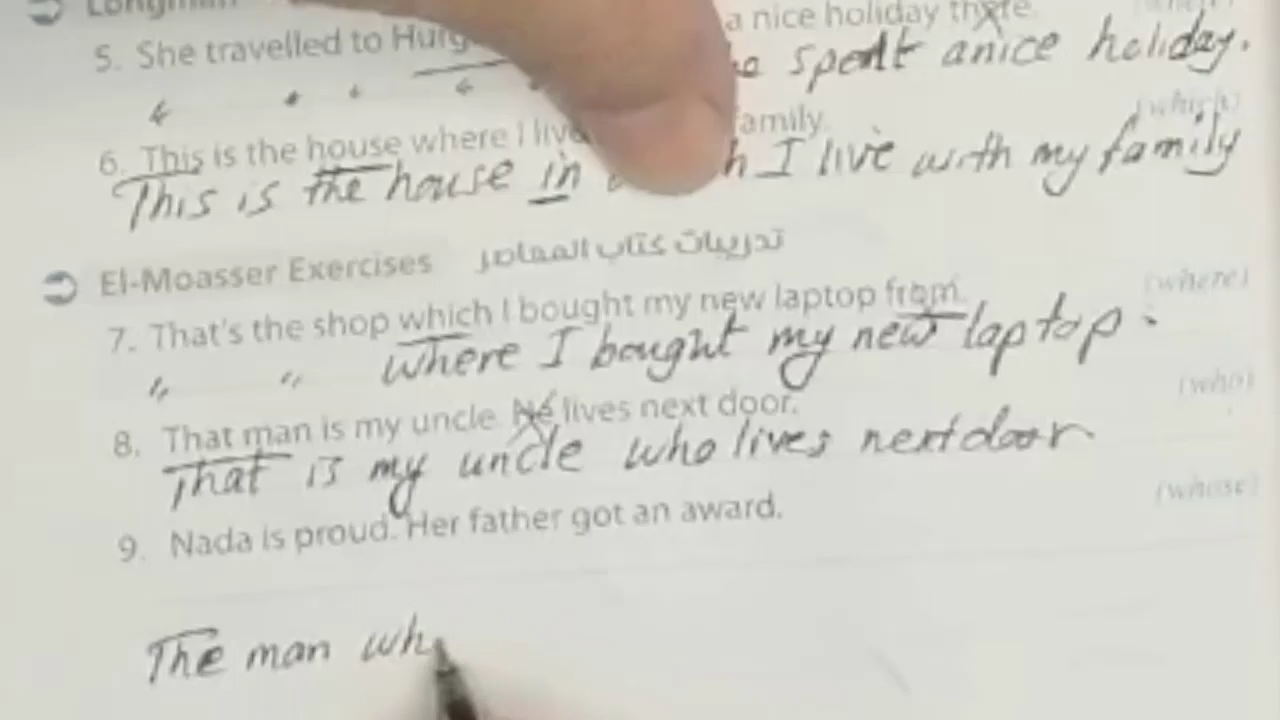 Longman
5. She travelled to Hurg a nice holiday there.
spent a nice holiday.
6. This is the house where I live family. (which)
This is the house in h I live with my family
El-Moasser Exercises تدريبات كتاب المعاصر
7. That's the shop which I bought my new laptop from. (where)
" " where I bought my new laptop.
8. That man is my uncle. He lives next door. (who)
That is my uncle who lives next door
9. Nada is proud. Her father got an award. (whose)
The man wh